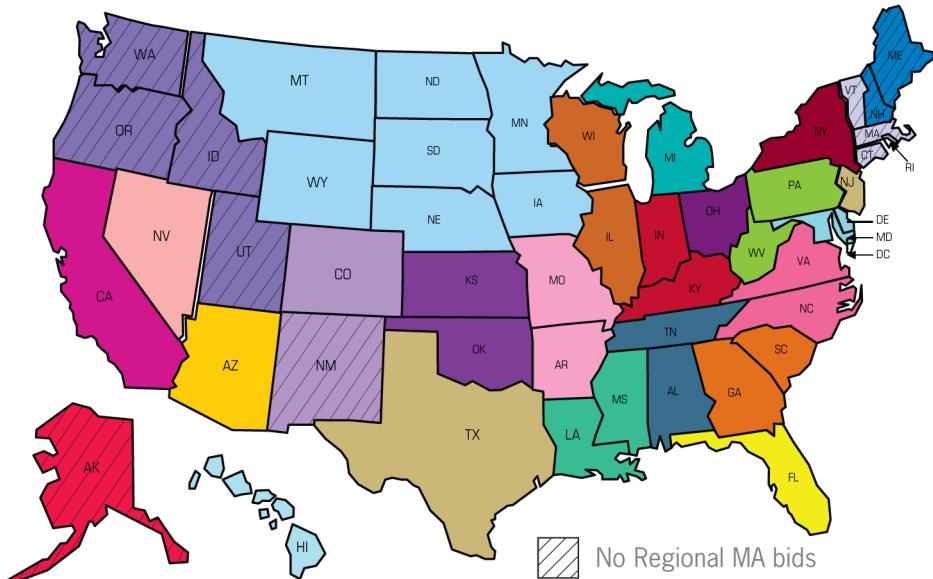 WA
ME
MT
ND
VT
MN
NH
OR
WI
NY
MA
ID
SD
MI
CT
RI
WY
PA
NJ
NE
IA
OH
DE
IL
IN
MD
NV
UT
WV
DC
CO
VA
KS
MO
CA
KY
NC
TN
OK
SC
AZ
NM
AR
AL
GA
MS
TX
LA
AK
FL
HI
No Regional MA bids